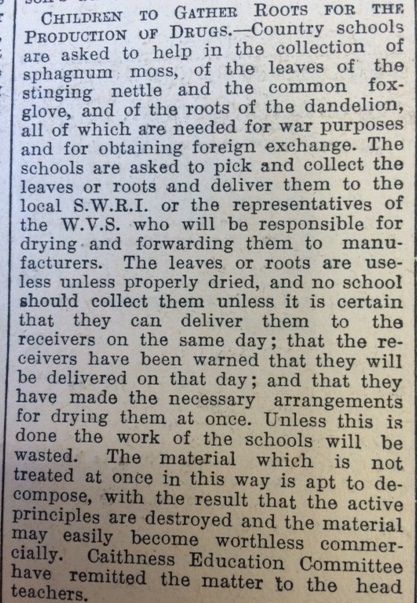 CHILDREN TO GATHER ROOTS FOR THE
PRODUCTION OF DRUGS.—Country schools
are asked to help in the collection of
sphagnum moss, of the leaves of the
stinging nettle and the common fox-
glove, and of the roots of the dandelion,
all of which are needed for war purposes
and for obtaining foreign exchange. The
schools are asked to pick and collect the
leaves or roots and deliver them to the
local S.W.R.I. or the representatives of
the W.V.S. who will be responsible for
drying and forwarding them to manu-
facturers. The leaves or roots are use-
less unless properly dried, and no school
should collect them unless it is certain
that they can deliver them to the
receivers on the same day; that the re-
ceivers have been warned that they will
be delivered on that day; and that they
have made the necessary arrangements
for drying them at once. Unless this is
done the work of the schools will be
wasted. The material which is not
treated at once in this way is apt to de-
compose, with the result that the active
principles are destroyed and the material
may easily become worthless commer-
cially. Caithness Education Committee
have remitted the matter to the head
teachers.